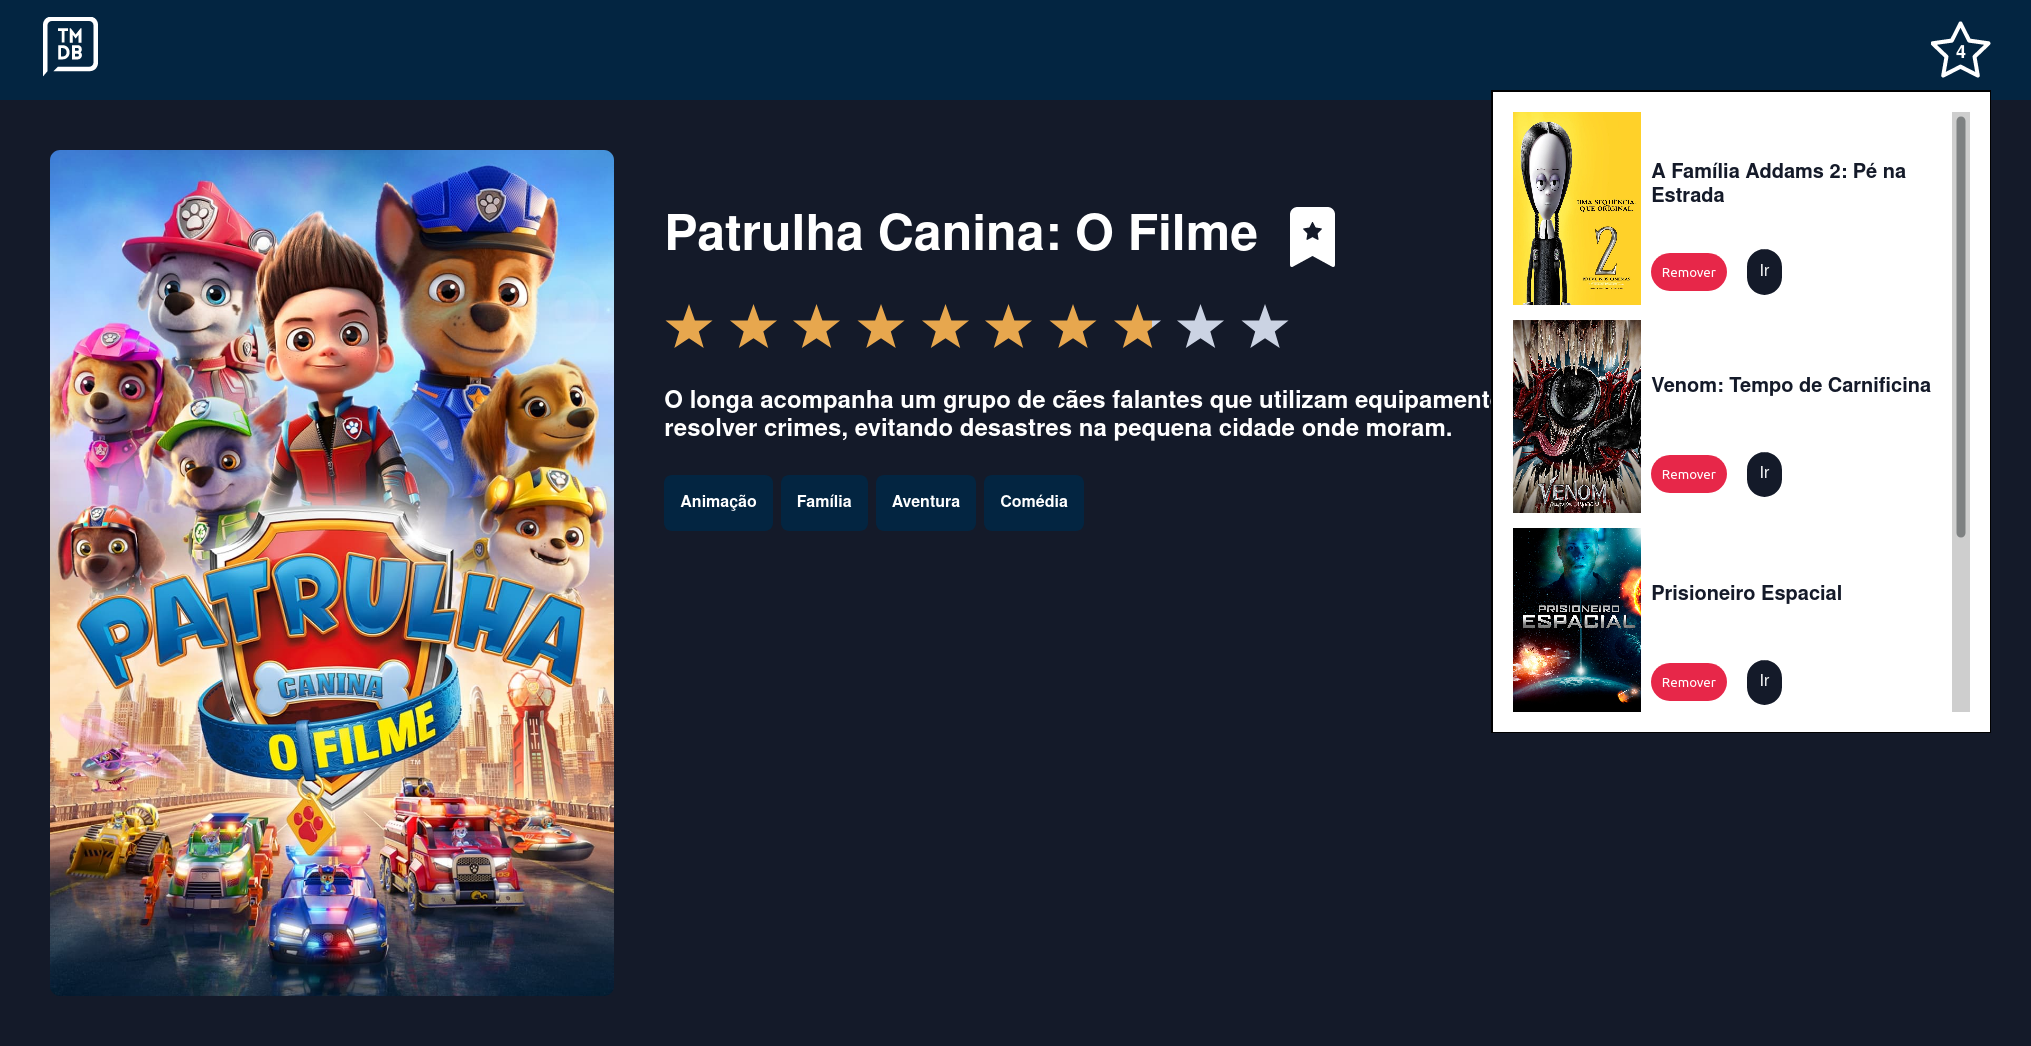 TM
DB
4
PATRULHA
CANINA
O FILME
TM
Patrulha Canina: O Filme
O longa acompanha um grupo de cães falantes que utilizam
resolver crimes, evitando desastres na pequena cidade onde moram.
Animação
Família
Aventura
Comédia
UMA SEQUÊNCIA
QUE ORIGINAL.
2
A Família Addams 2: Pé na
Estrada
Remover
Ir
VENOM
Venom: Tempo de Carnificina
Remover
Ir
PRISIONEIRO
ESPACIAL
Prisioneiro Espacial
Remover
Ir